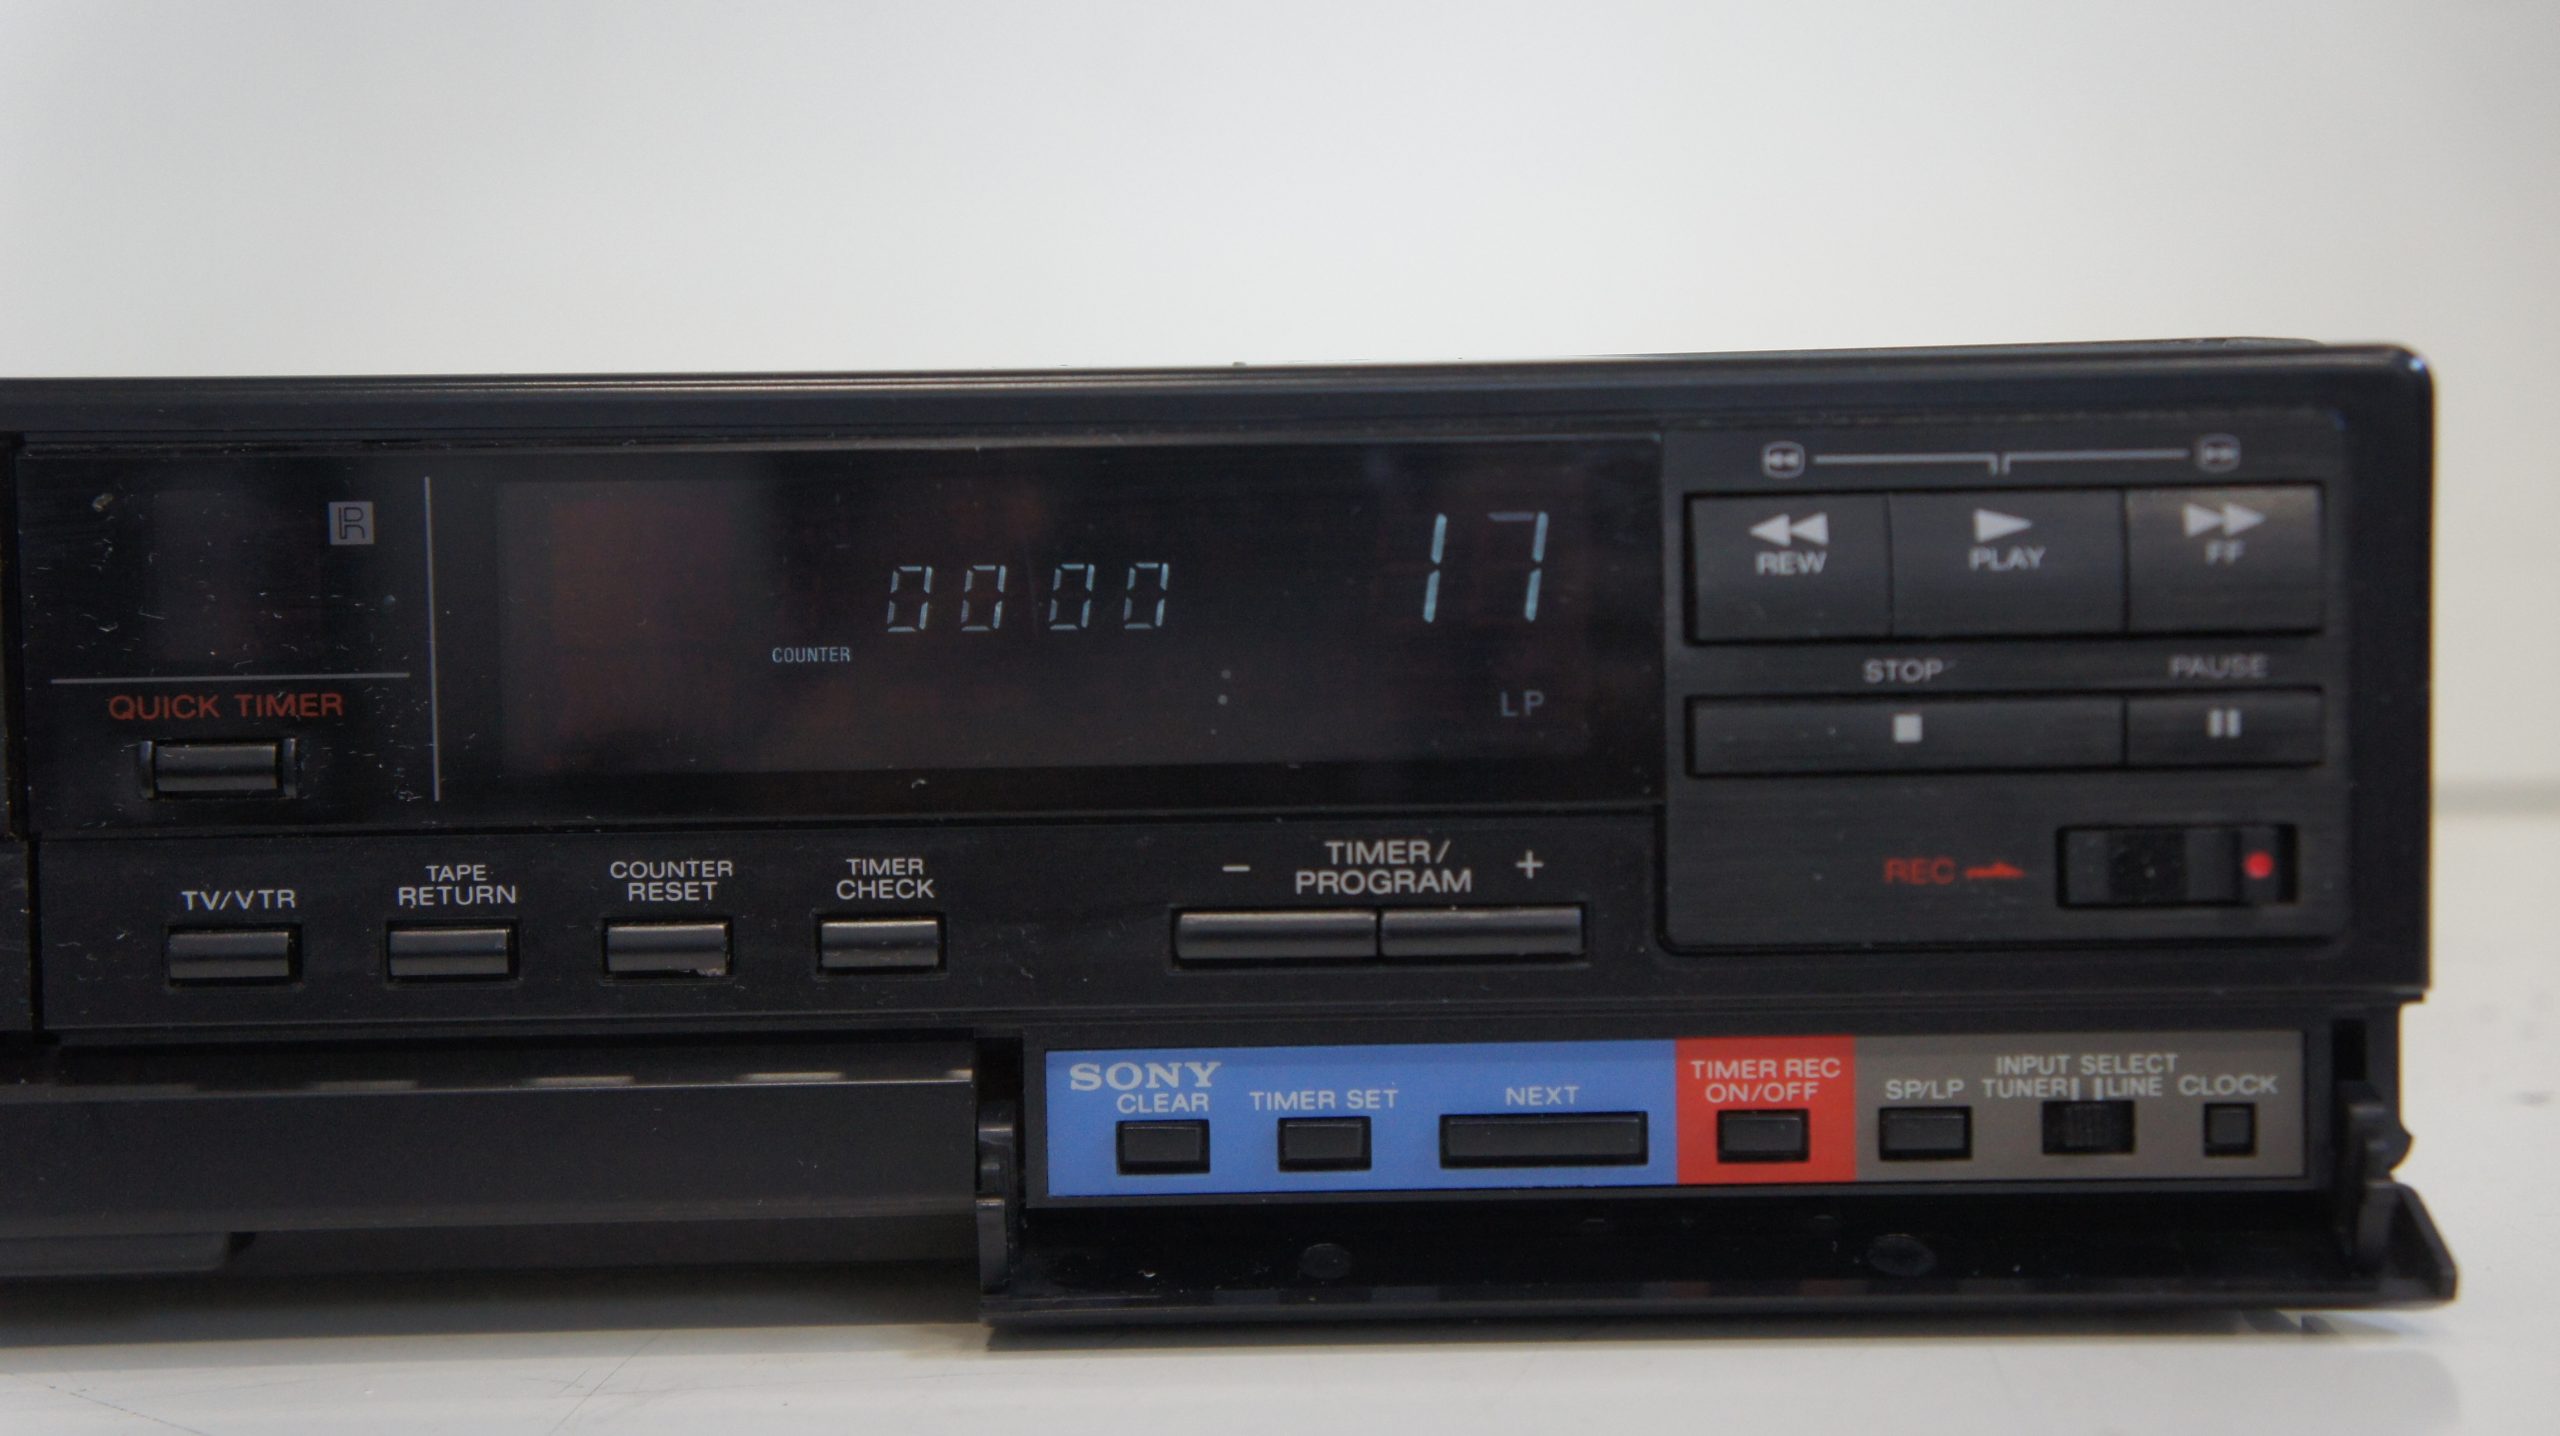 R
QUICK TIMER
COUNTER
0000
17
LP
REW
PLAY
FF
STOP
PAUSE
REC
TV/VTR
TAPE
RETURN
COUNTER
RESET
TIMER
CHECK
- TIMER/
PROGRAM +
SONY
CLEAR
TIMER SET
NEXT
TIMER REC
ON/OFF
SP/LP
INPUT SELECT
TUNER LINE
CLOCK